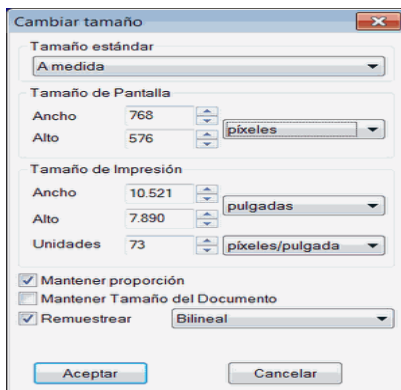 Cambiar tamaño
Tamaño estándar
A medida
Tamaño de Pantalla
Ancho 768
píxeles
Alto 576
Tamaño de Impresión
Ancho 10.521
pulgadas
Alto 7.890
Unidades 73 píxeles/pulgada
Mantener proporción
Mantener Tamaño del Documento
Remuestrear Bilineal
Aceptar Cancelar